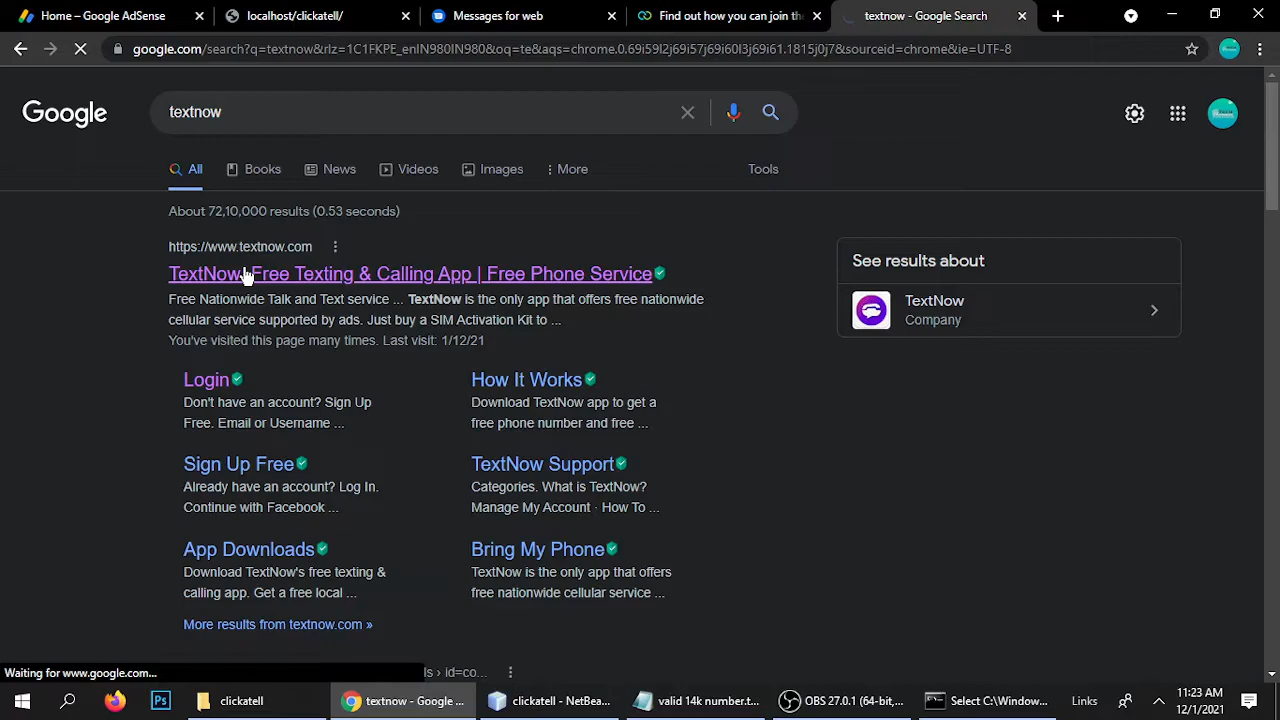 Home – Google AdSense
localhost/clickatell/
Messages for web
Find out how you can join the
textnow - Google Search
google.com/search?q=textnow&rlz=1C1FKPE_enIN980IN980&oq=te&aqs=chrome.0.69i59l2j69i57j69i60l3j69i61.1815j0j7&sourceid=chrome&ie=UTF-8
Google
textnow
All
Books
News
Videos
Images
More
Tools
About 72,10,000 results (0.53 seconds)
https://www.textnow.com
TextNow | Free Texting & Calling App | Free Phone Service
Free Nationwide Talk and Text service ... TextNow is the only app that offers free nationwide
cellular service supported by ads. Just buy a SIM Activation Kit to ...
You've visited this page many times. Last visit: 1/12/21
See results about
TextNow
Company
Login
Don't have an account? Sign Up
Free. Email or Username ...
How It Works
Download TextNow app to get a
free phone number and free ...
Sign Up Free
Already have an account? Log In.
Continue with Facebook ...
TextNow Support
Categories. What is TextNow?
Manage My Account · How To ...
App Downloads
Download TextNow's free texting &
calling app. Get a free local ...
Bring My Phone
TextNow is the only app that offers
free nationwide cellular service ...
More results from textnow.com »
Waiting for www.google.com...
ls › id=co...
Ps
clickatell
textnow - Google ...
clickatell - NetBea...
valid 14k number.t...
OBS 27.0.1 (64-bit,...
Select C:\Window...
Links
11:23 AM
12/1/2021